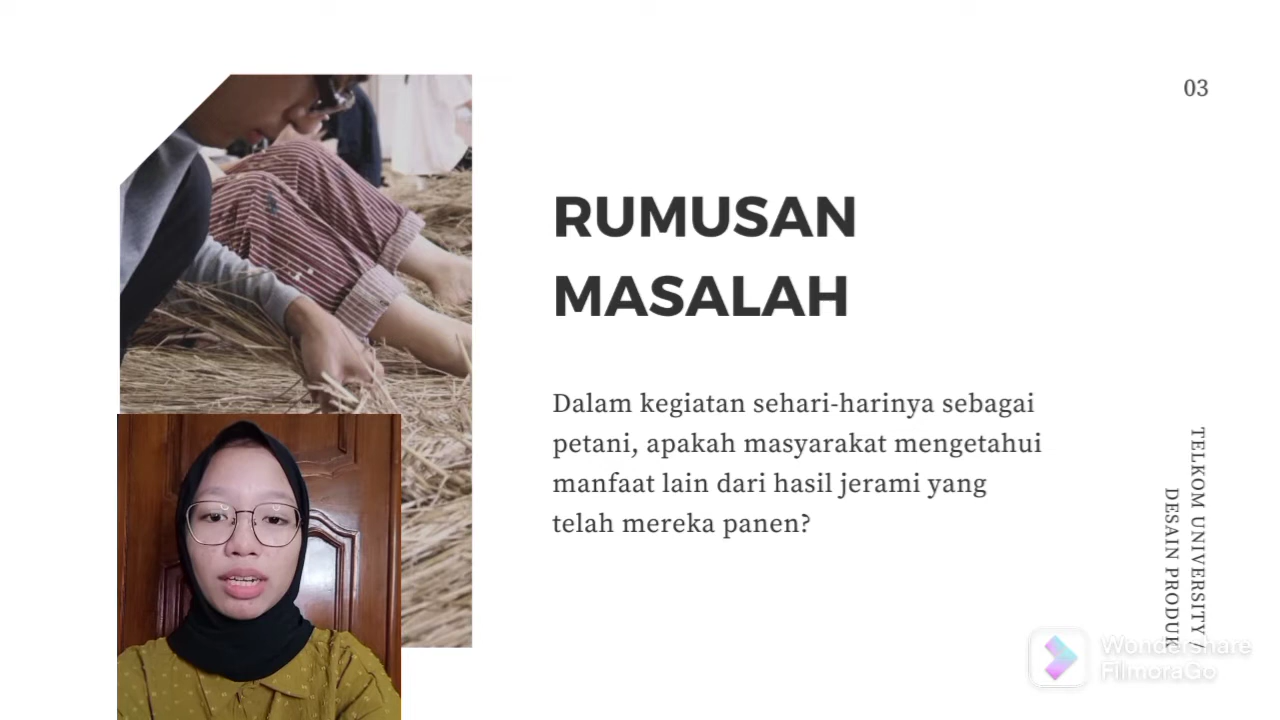 03
RUMUSAN
MASALAH
Dalam kegiatan sehari-harinya sebagai
petani, apakah masyarakat mengetahui
manfaat lain dari hasil jerami yang
telah mereka panen?
TELKOM UNIVERSITY /
DESAIN PRODUK
Wondershare
FilmoraGo